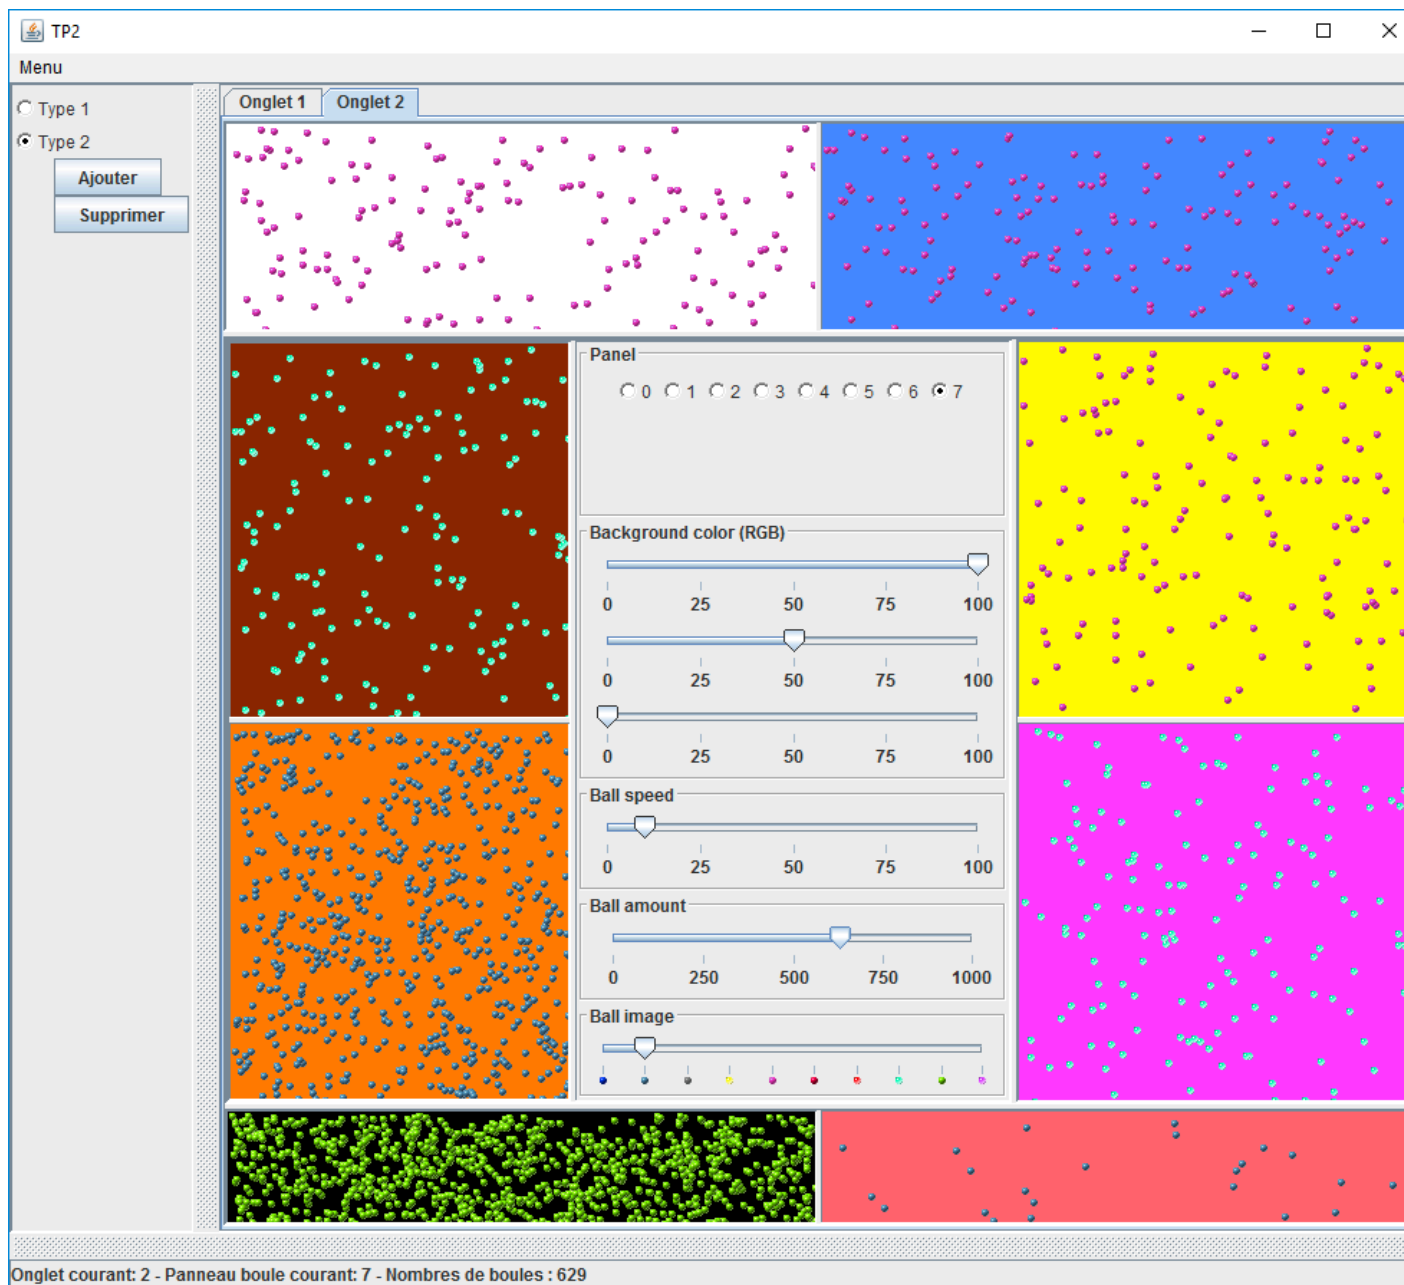 TP2
Menu
Type 1
Type 2
Ajouter
Supprimer
Onglet 1 Onglet 2
Panel
0 1 2 3 4 5 6 7
Background color (RGB)
0 25 50 75 100
0 25 50 75 100
0 25 50 75 100
Ball speed
0 25 50 75 100
Ball amount
0 250 500 750 1000
Ball image
Onglet courant: 2 - Panneau boule courant: 7 - Nombres de boules : 629